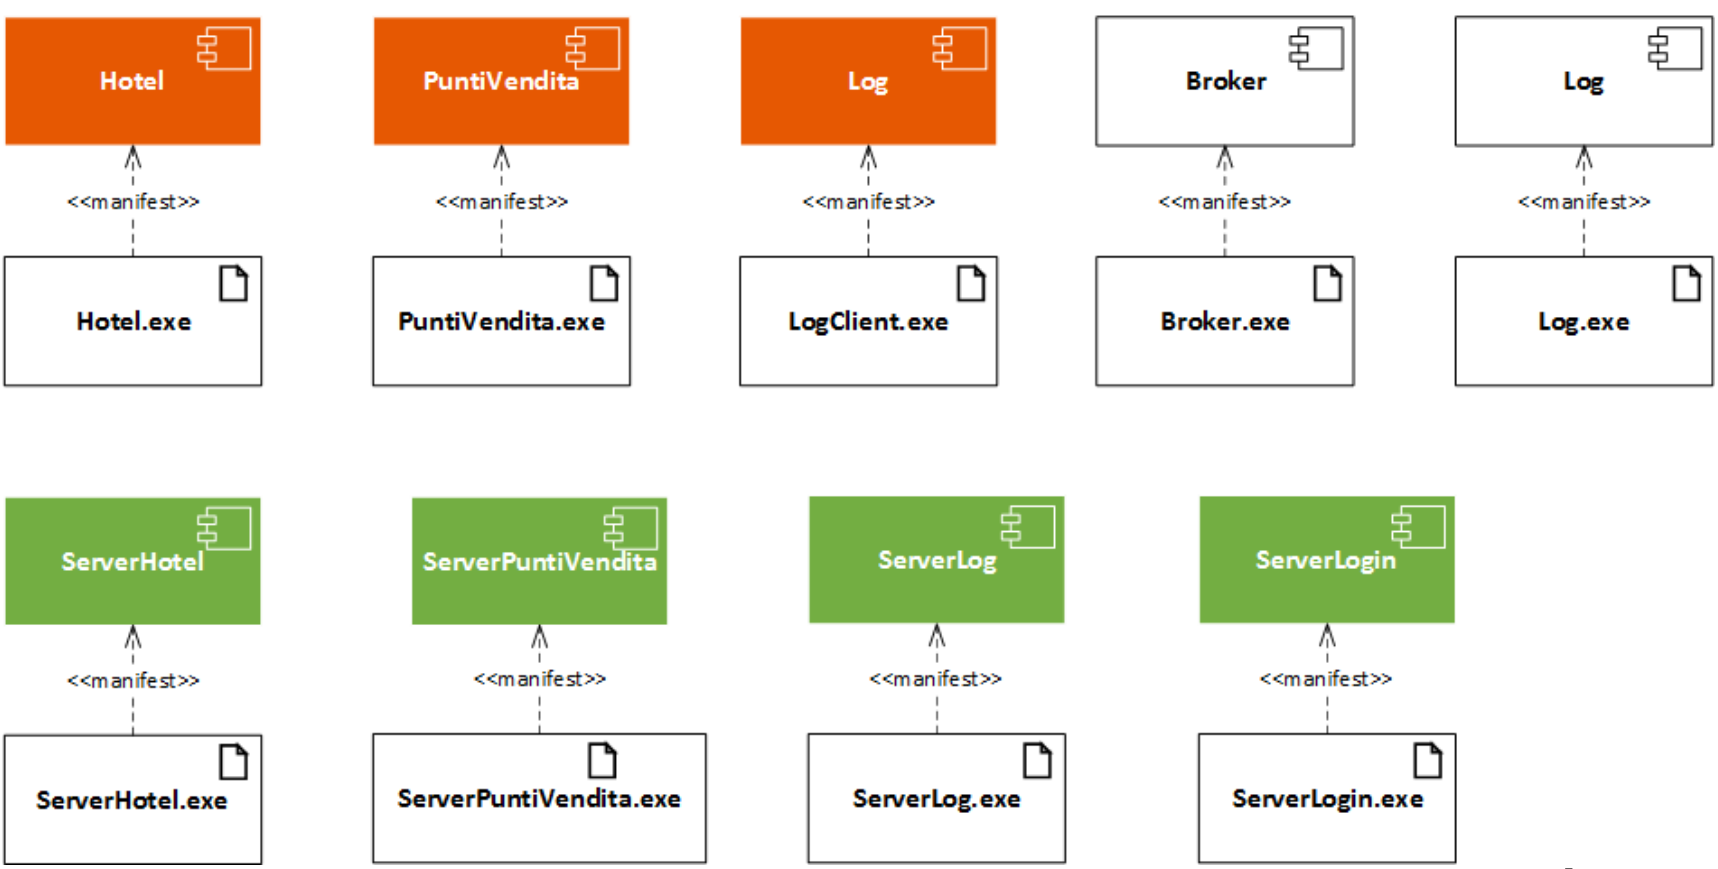 Hotel
PuntiVendita
Log
Broker
Log
<<manifest>>
<<manifest>>
<<manifest>>
<<manifest>>
<<manifest>>
Hotel.exe
PuntiVendita.exe
LogClient.exe
Broker.exe
Log.exe
ServerHotel
ServerPuntiVendita
ServerLog
ServerLogin
<<manifest>>
<<manifest>>
<<manifest>>
<<manifest>>
ServerHotel.exe
ServerPuntiVendita.exe
ServerLog.exe
ServerLogin.exe